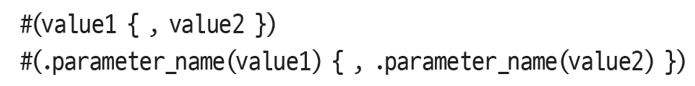 #(value1 { , value2 })
#(.parameter_name(value1) { , .parameter_name(value2) })